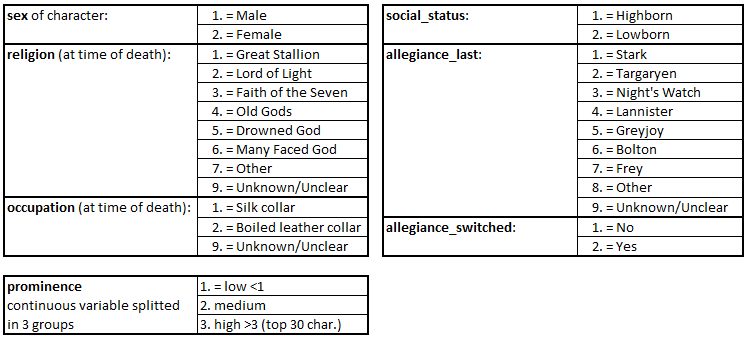 sex of character:
1. = Male
2. = Female
religion (at time of death):
1. = Great Stallion
2. = Lord of Light
3. = Faith of the Seven
4. = Old Gods
5. = Drowned God
6. = Many Faced God
7. = Other
9. = Unknown/Unclear
occupation (at time of death):
1. = Silk collar
2. = Boiled leather collar
9. = Unknown/Unclear
social_status:
1. = Highborn
2. = Lowborn
allegiance_last:
1. = Stark
2. = Targaryen
3. = Night's Watch
4. = Lannister
5. = Greyjoy
6. = Bolton
7. = Frey
8. = Other
9. = Unknown/Unclear
allegiance_switched:
1. = No
2. = Yes
prominence
continuous variable splitted
in 3 groups
1. = low <1
2. medium
3. high >3 (top 30 char.)